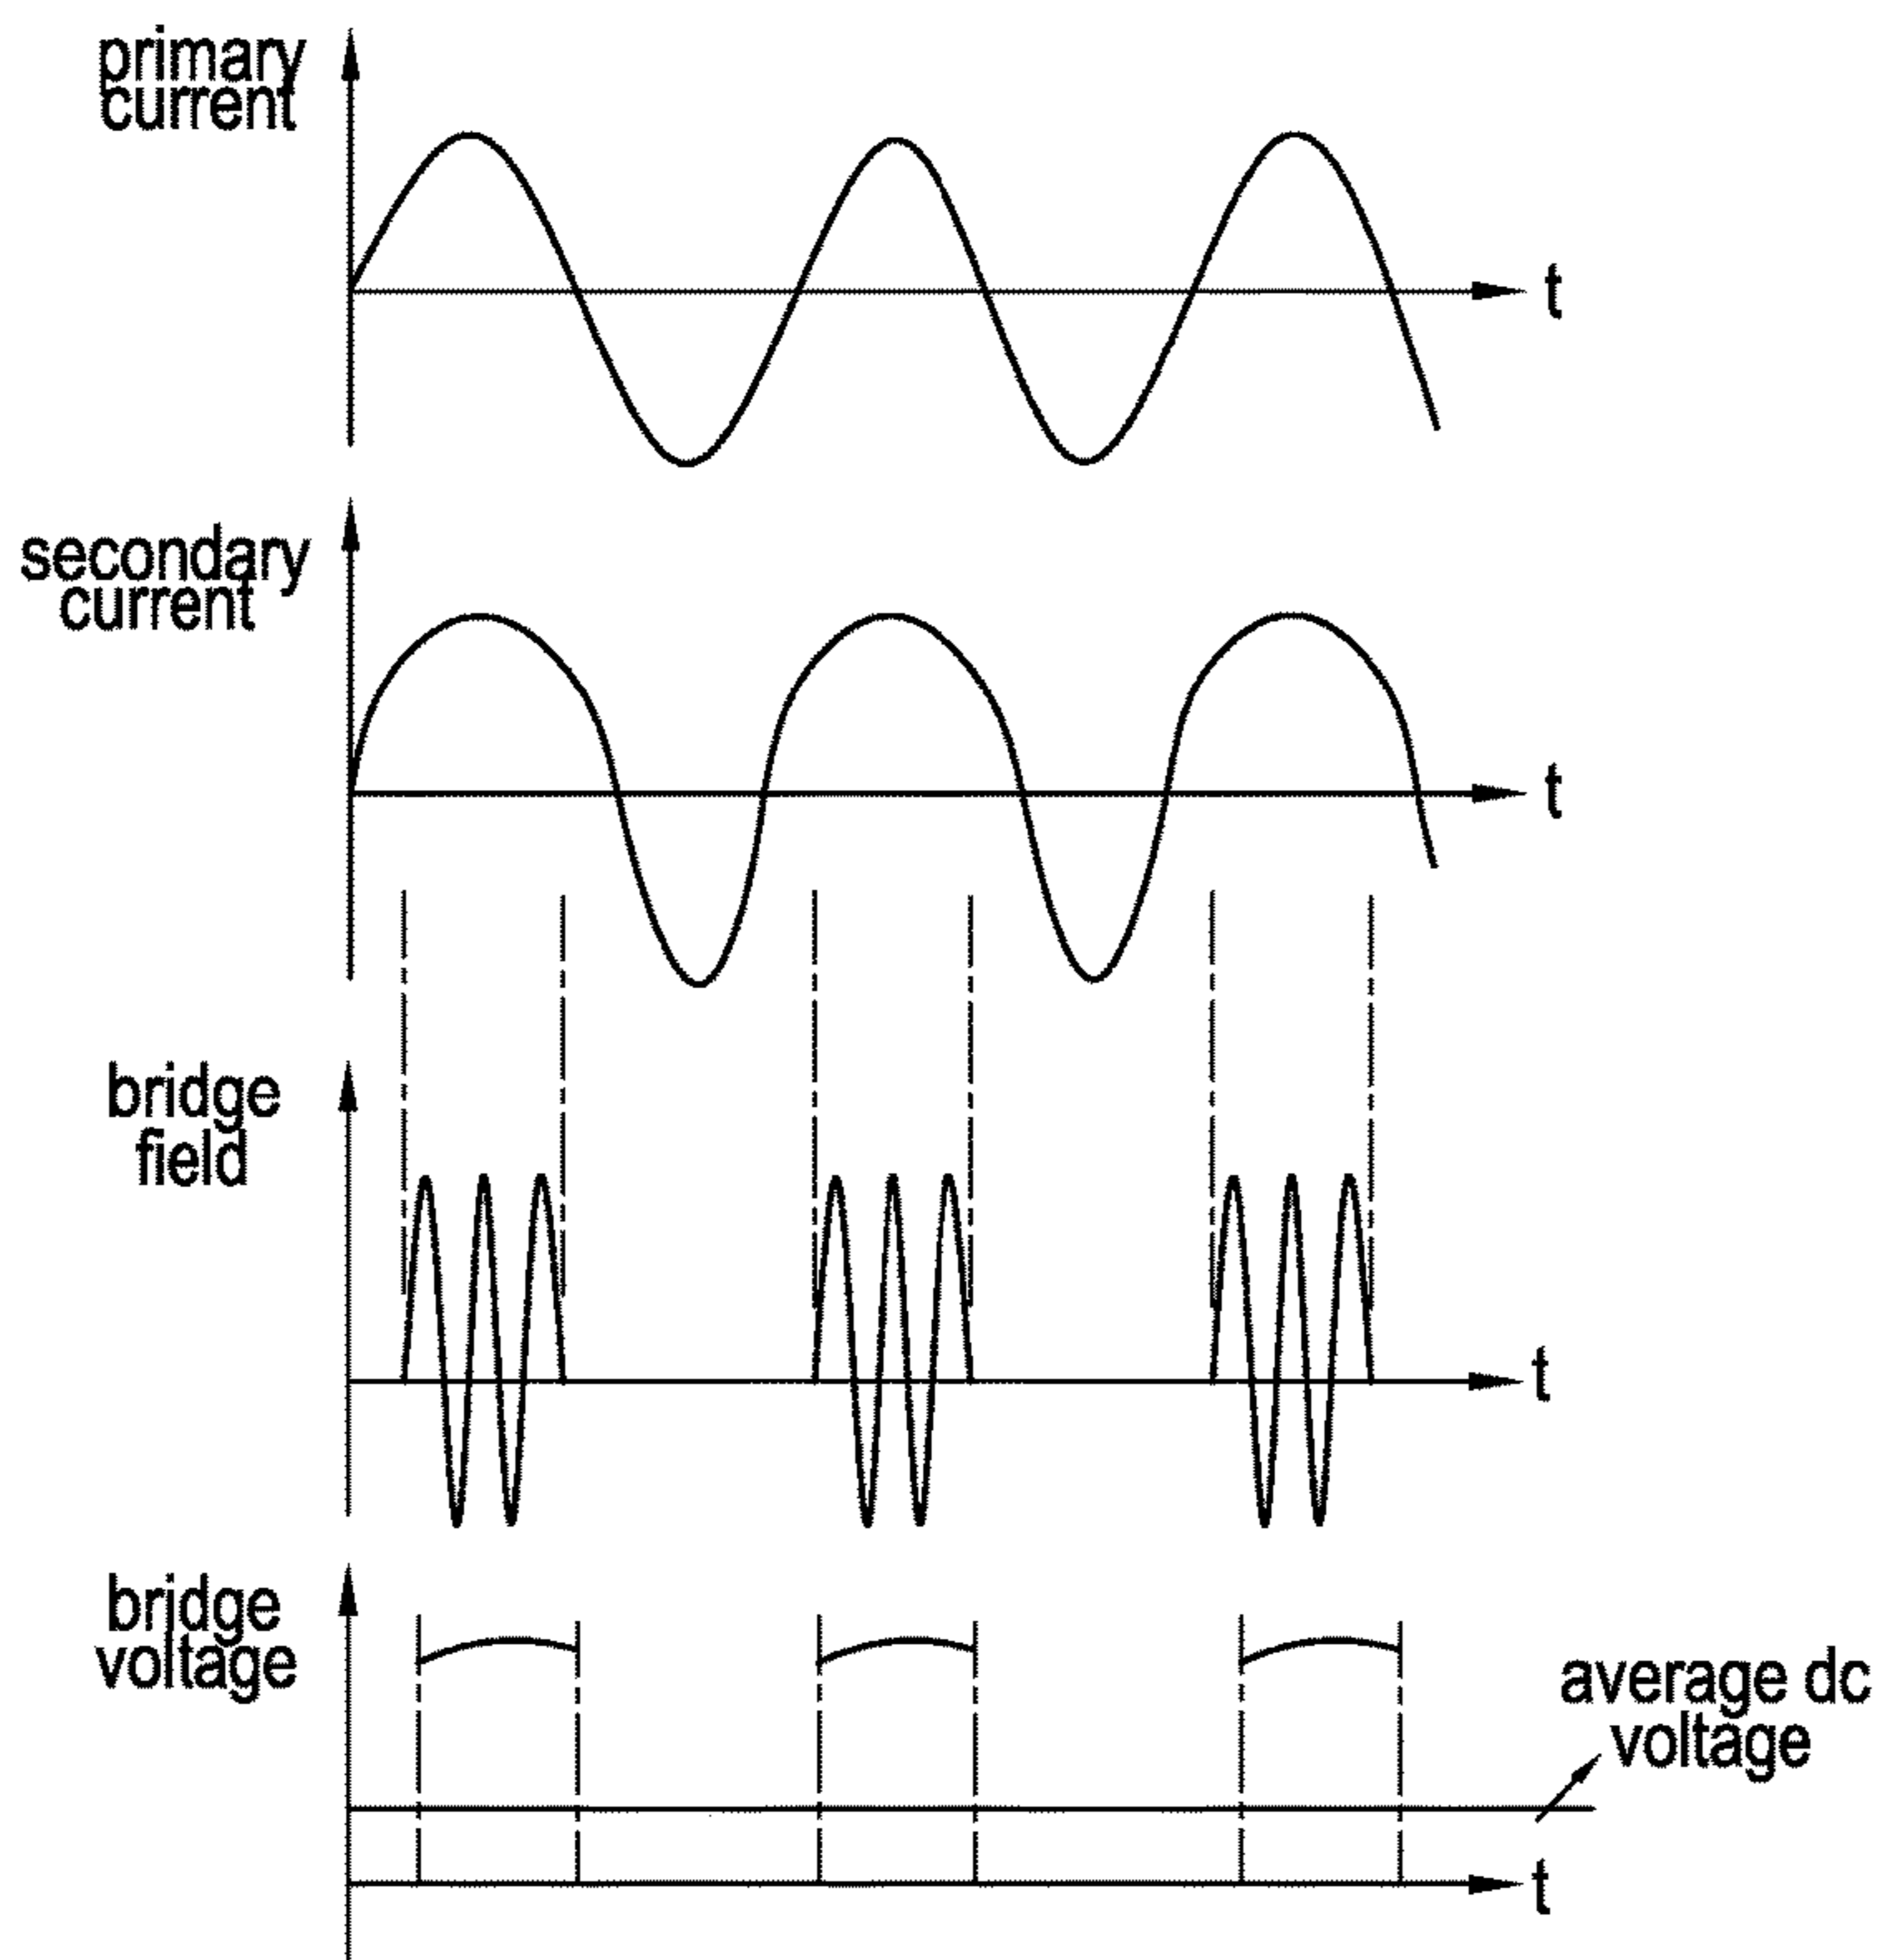 primary
current
t
secondary
current
t
bridge
field
t
bridge
voltage
average dc
voltage
t